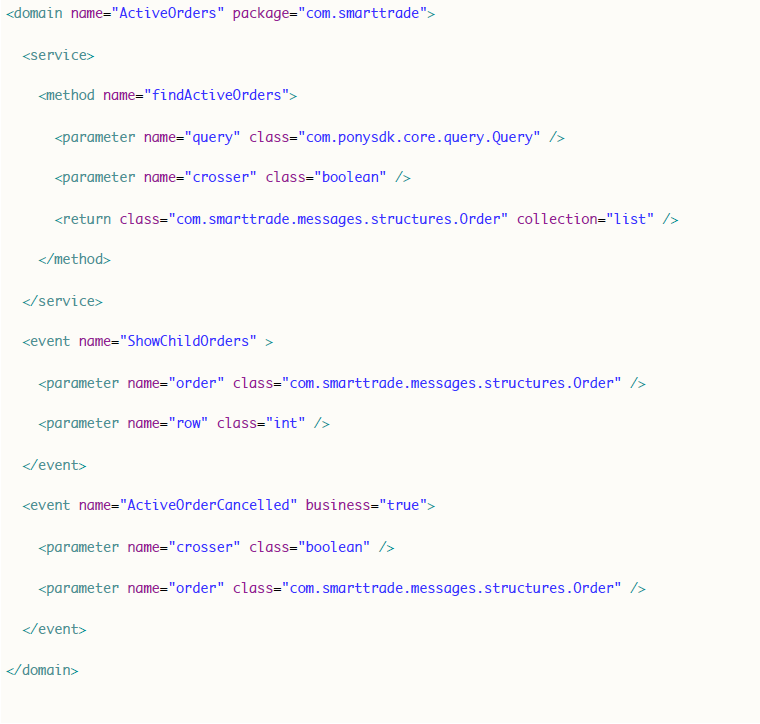 <domain name="ActiveOrders" package="com.smarttrade">
<service>
<method name="findActiveOrders">
<parameter name="query" class="com.ponysdk.core.query.Query" />
<parameter name="crosser" class="boolean" />
<return class="com.smarttrade.messages.structures.Order" collection="list" />
</method>
</service>
<event name="ShowChildOrders" >
<parameter name="order" class="com.smarttrade.messages.structures.Order" />
<parameter name="row" class="int" />
</event>
<event name="ActiveOrderCancelled" business="true">
<parameter name="crosser" class="boolean" />
<parameter name="order" class="com.smarttrade.messages.structures.Order" />
</event>
</domain>